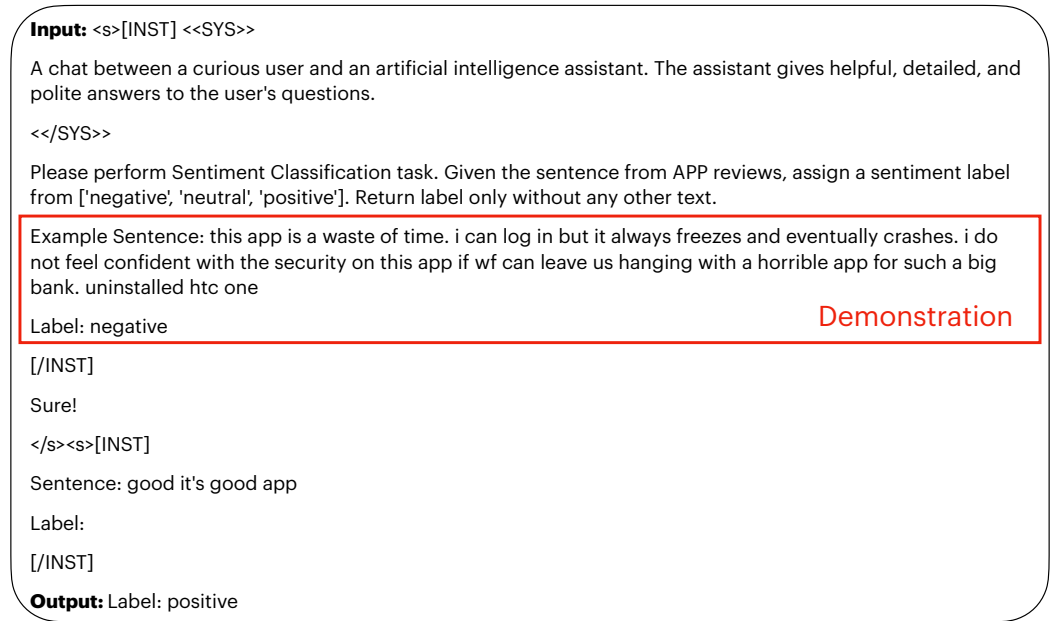 Input: <s>[INST] <<SYS>>
A chat between a curious user and an artificial intelligence assistant. The assistant gives helpful, detailed, and
polite answers to the user's questions.
<</SYS>>
Please perform Sentiment Classification task. Given the sentence from APP reviews, assign a sentiment label
from ['negative', 'neutral', 'positive']. Return label only without any other text.
Example Sentence: this app is a waste of time. i can log in but it always freezes and eventually crashes. i do
not feel confident with the security on this app if wf can leave us hanging with a horrible app for such a big
bank. uninstalled htc one
Label: negative
Demonstration
[/INST]
Sure!
</s><s>[INST]
Sentence: good it's good app
Label:
[/INST]
Output: Label: positive